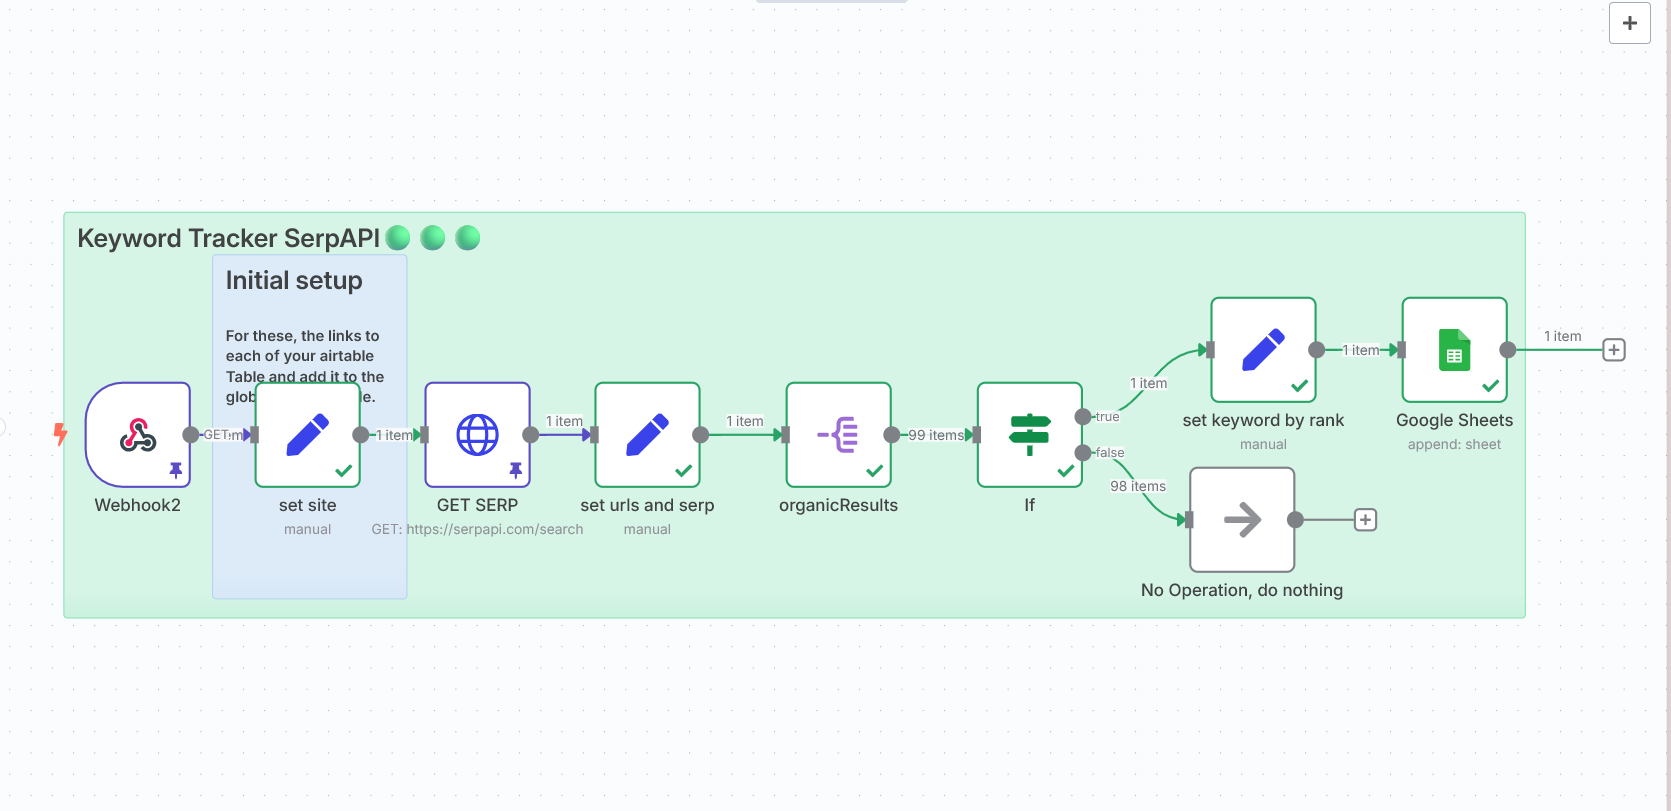 Keyword Tracker SerpAPI
Initial setup
For these, the links to
each of your airtable
Table and add it to the
GET
1 item
1 item
1 item
99 items
true
false
1 item
98 items
1 item
1 item
Webhook2
set site
manual
GET SERP
GET: https://serpapi.com/search
set urls and serp
manual
organicResults
If
set keyword by rank
manual
Google Sheets
append: sheet
No Operation, do nothing